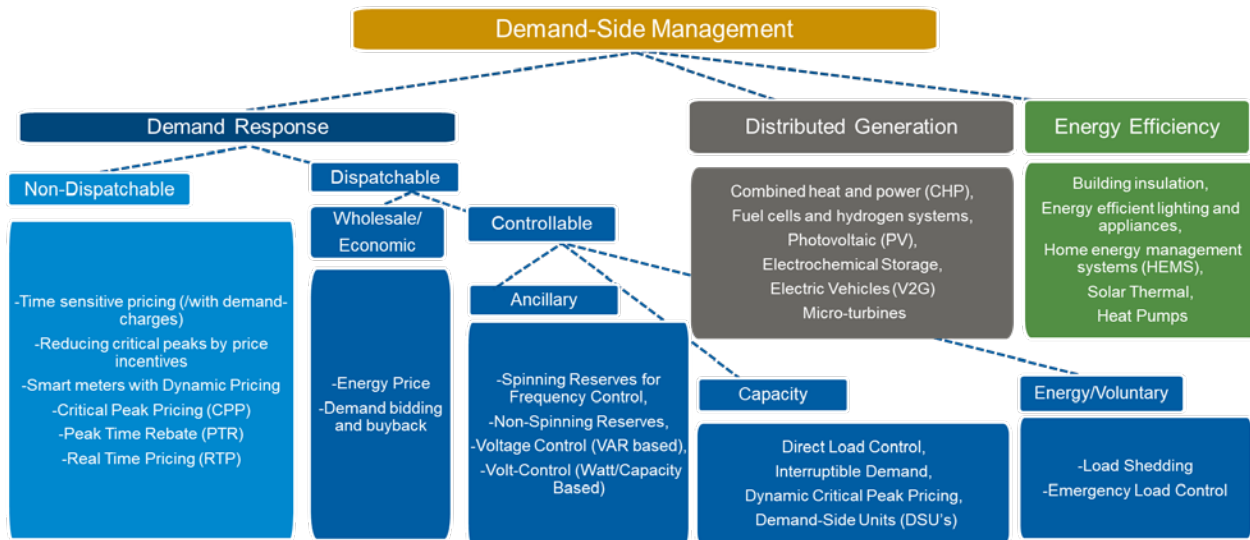 Demand-Side Management
Demand Response
Distributed Generation
Energy Efficiency
Non-Dispatchable
-Time sensitive pricing (/with demand-
charges)
-Reducing critical peaks by price
incentives
-Smart meters with Dynamic Pricing
-Critical Peak Pricing (CPP)
-Peak Time Rebate (PTR)
-Real Time Pricing (RTP)
Dispatchable
Wholesale/
Economic
-Energy Price
-Demand bidding
and buyback
Controllable
Ancillary
-Spinning Reserves for
Frequency Control,
-Non-Spinning Reserves,
-Voltage Control (VAR based),
-Volt-Control (Watt/Capacity
Based)
Capacity
Direct Load Control,
Interruptible Demand,
Dynamic Critical Peak Pricing,
Demand-Side Units (DSU's)
Energy/Voluntary
-Load Shedding
-Emergency Load Control
Combined heat and power (CHP),
Fuel cells and hydrogen systems,
Photovoltaic (PV),
Electrochemical Storage,
Electric Vehicles (V2G)
Micro-turbines
Building insulation,
Energy efficient lighting and
appliances,
Home energy management
systems (HEMS),
Solar Thermal,
Heat Pumps